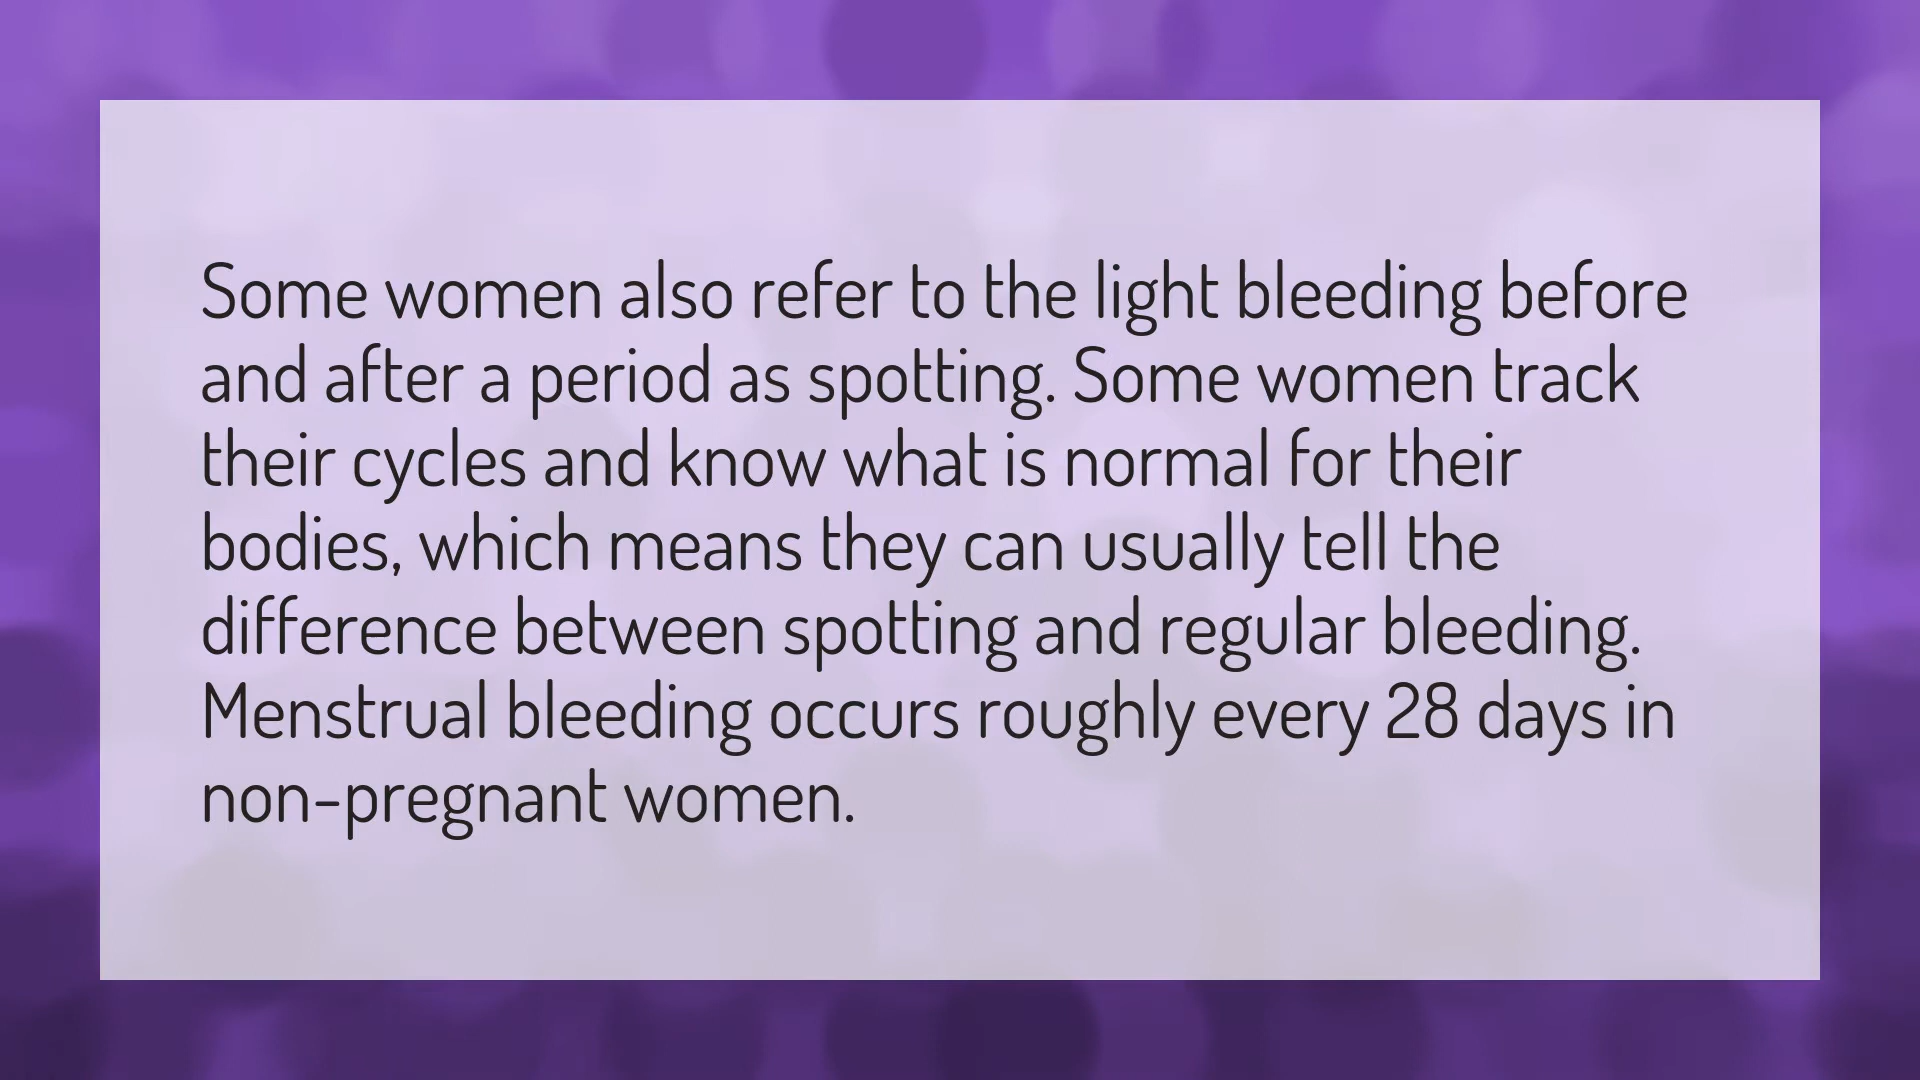 Some women also refer to the light bleeding before
and after a period as spotting. Some women track
their cycles and know what is normal for their
bodies, which means they can usually tell the
difference between spotting and regular bleeding.
Menstrual bleeding occurs roughly every 28 days in
non-pregnant women.